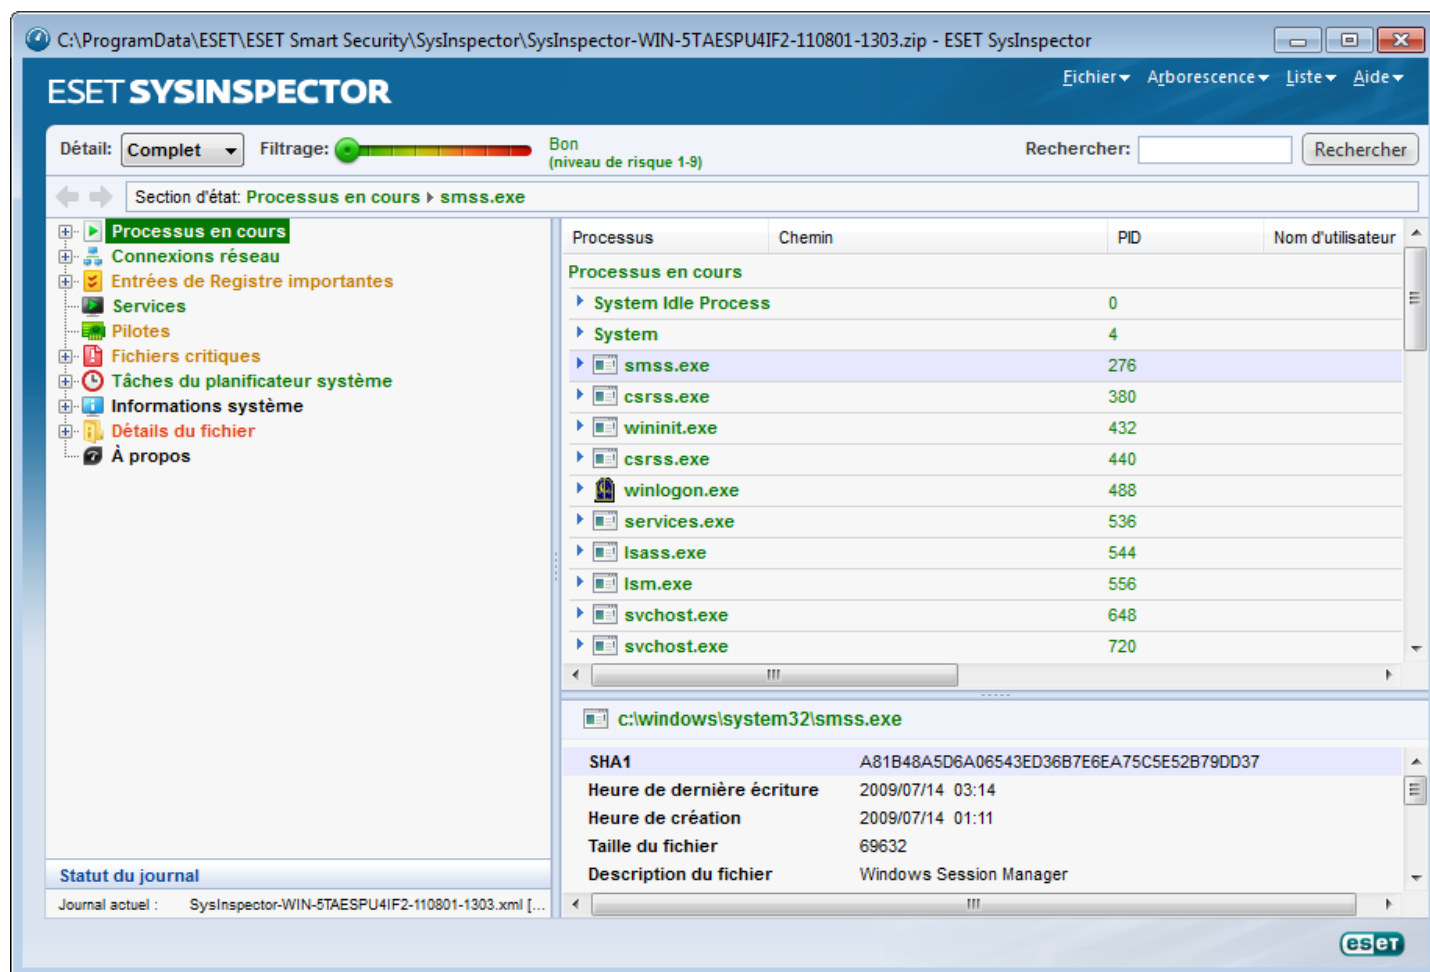 C:\ProgramData\ESET\ESET Smart Security\SysInspector\SysInspector-WIN-5TAESPU4IF2-110801-1303.zip - ESET SysInspector
ESET SYSINSPECTOR
Fichier Arborescence Liste Aide
Détail: Complet Filtrage: Bon (niveau de risque 1-9) Rechercher: Rechercher
Section d'état: Processus en cours smss.exe
Processus en cours
Connexions réseau
Entrées de Registre importantes
Services
Pilotes
Fichiers critiques
Tâches du planificateur système
Informations système
Détails du fichier
À propos
Statut du journal
Journal actuel : SysInspector-WIN-5TAESPU4IF2-110801-1303.xml [...
Processus Chemin PID Nom d'utilisateur
Processus en cours
System Idle Process 0
System 4
smss.exe 276
csrss.exe 380
wininit.exe 432
csrss.exe 440
winlogon.exe 488
services.exe 536
lsass.exe 544
lsm.exe 556
svchost.exe 648
svchost.exe 720
c:\windows\system32\smss.exe
SHA1 A81B48A5D6A06543ED36B7E6EA75C5E52B79DD37
Heure de dernière écriture 2009/07/14 03:14
Heure de création 2009/07/14 01:11
Taille du fichier 69632
Description du fichier Windows Session Manager
eseT